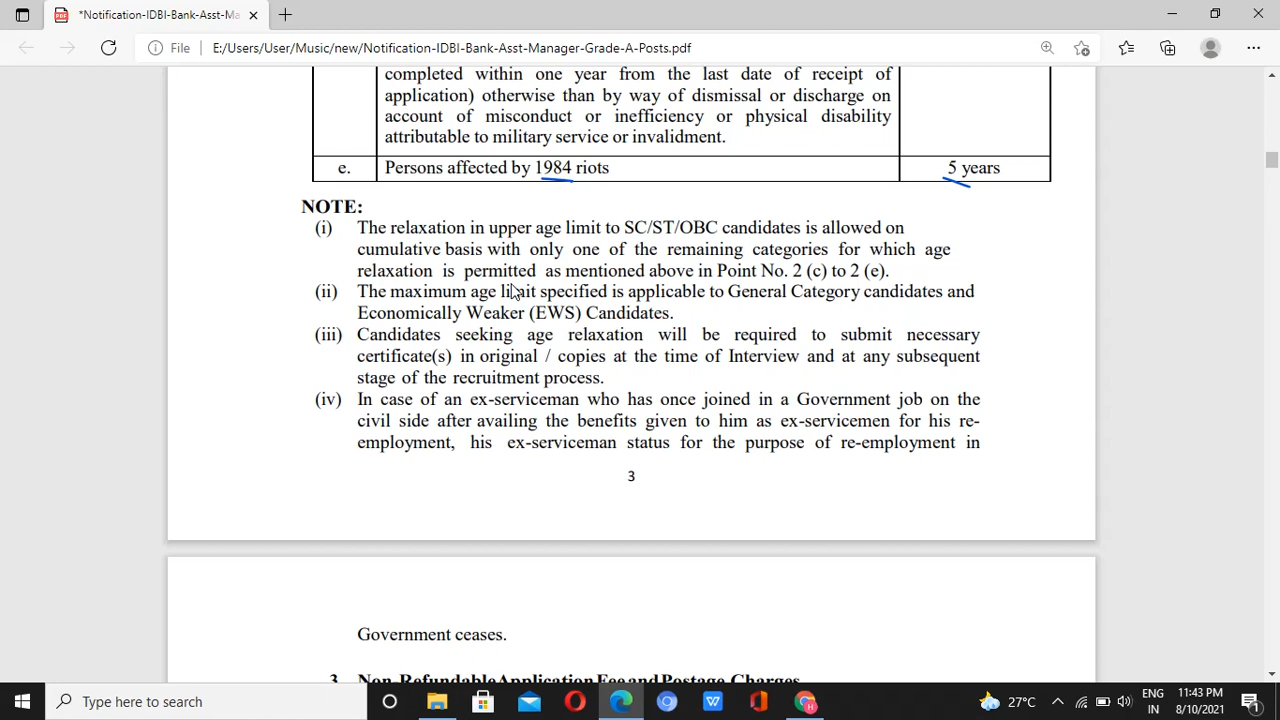 *Notification-IDBI-Bank-Asst-Ma
File
E:/Users/User/Music/new/Notification-IDBI-Bank-Asst-Manager-Grade-A-Posts.pdf
completed within one year from the last date of receipt of
application) otherwise than by way of dismissal or discharge on
account of misconduct or inefficiency or physical disability
attributable to military service or invalidment.
e. Persons affected by 1984 riots 5 years
NOTE:
(i) The relaxation in upper age limit to SC/ST/OBC candidates is allowed on
cumulative basis with only one of the remaining categories for which age
relaxation is permitted as mentioned above in Point No. 2 (c) to 2 (e).
(ii) The maximum age limit specified is applicable to General Category candidates and
Economically Weaker (EWS) Candidates.
(iii) Candidates seeking age relaxation will be required to submit necessary
certificate(s) in original / copies at the time of Interview and at any subsequent
stage of the recruitment process.
(iv) In case of an ex-serviceman who has once joined in a Government job on the
civil side after availing the benefits given to him as ex-servicemen for his re-
employment, his ex-serviceman status for the purpose of re-employment in
3
Government ceases.
3 Non-Refundable Application Fee and Postage Charges
Type here to search
27°C
ENG
IN
11:43 PM
8/10/2021